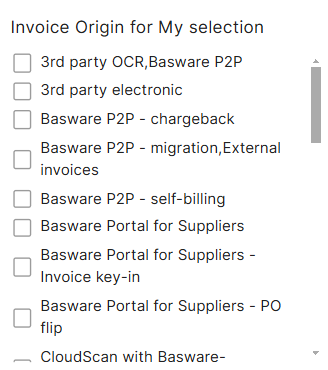 Invoice Origin for My selection
3rd party OCR,Basware P2P
3rd party electronic
Basware P2P - chargeback
Basware P2P - migration,External
invoices
Basware P2P - self-billing
Basware Portal for Suppliers
Basware Portal for Suppliers -
Invoice key-in
Basware Portal for Suppliers - PO
flip
CloudScan with Basware-